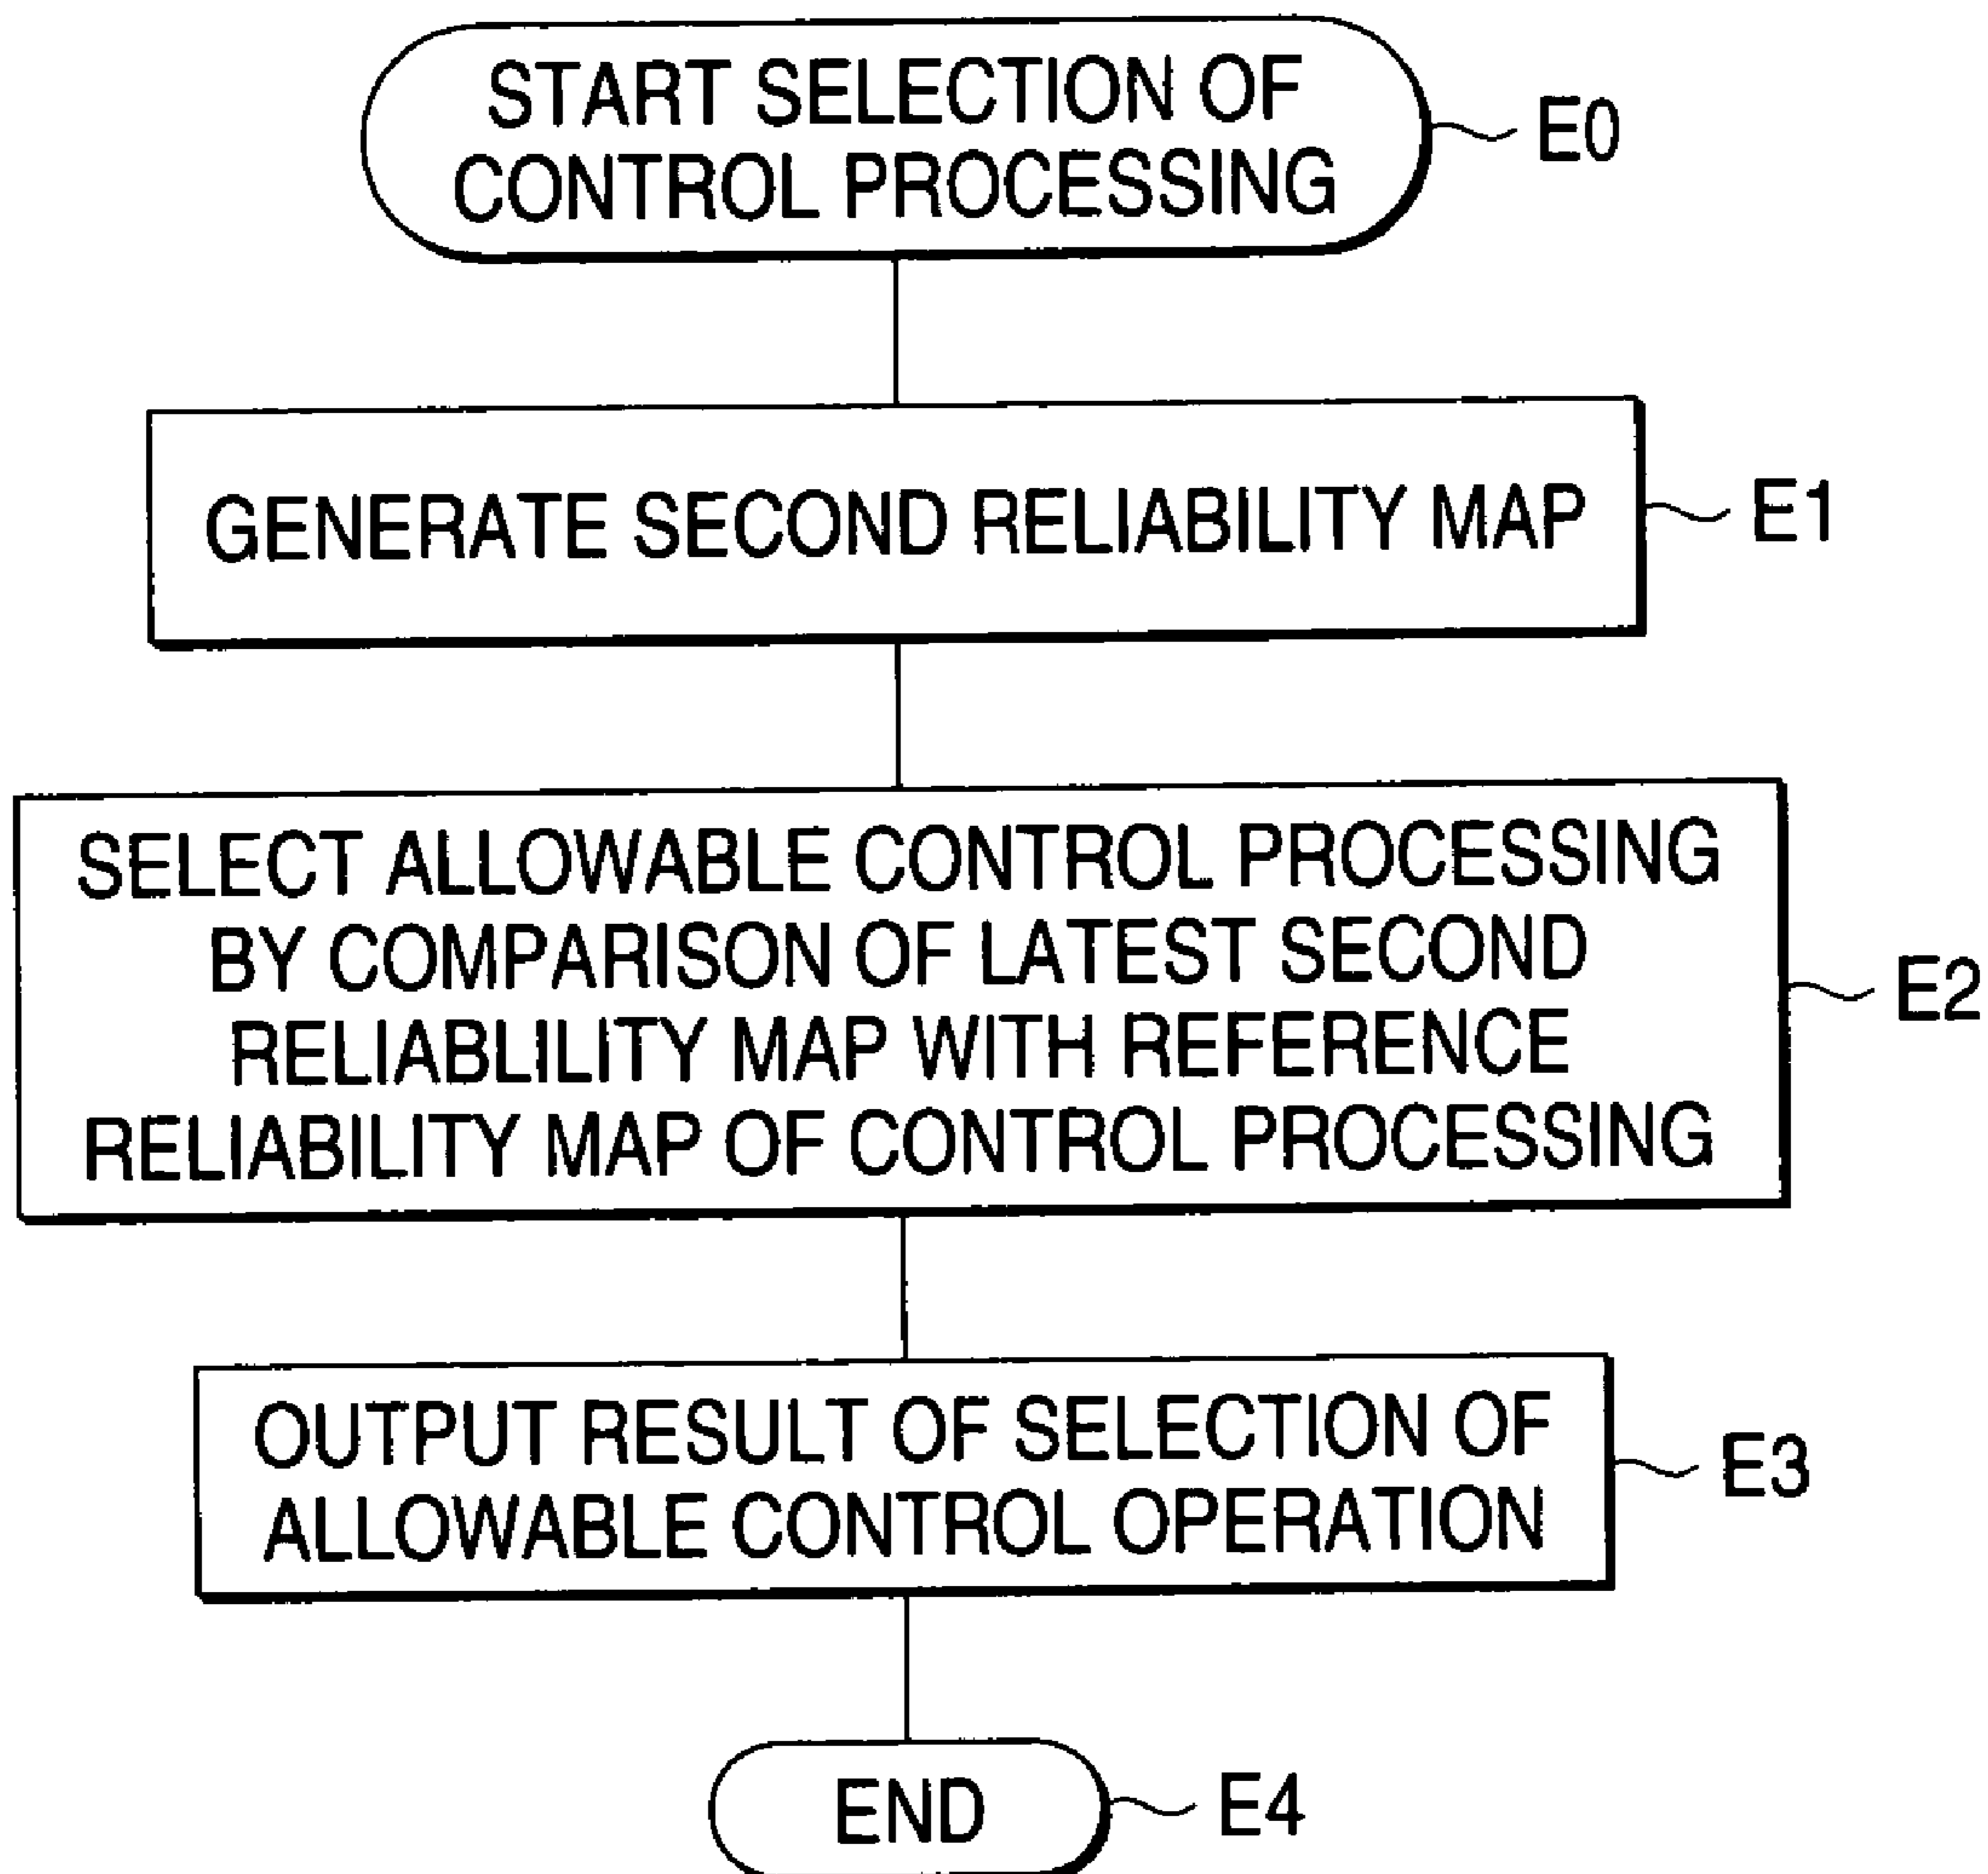 START SELECTION OF
CONTROL PROCESSING
E0
GENERATE SECOND RELIABILITY MAP
E1
SELECT ALLOWABLE CONTROL PROCESSING
BY COMPARISON OF LATEST SECOND
RELIABLILITY MAP WITH REFERENCE
RELIABILITY MAP OF CONTROL PROCESSING
E2
OUTPUT RESULT OF SELECTION OF
ALLOWABLE CONTROL OPERATION
E3
END
E4